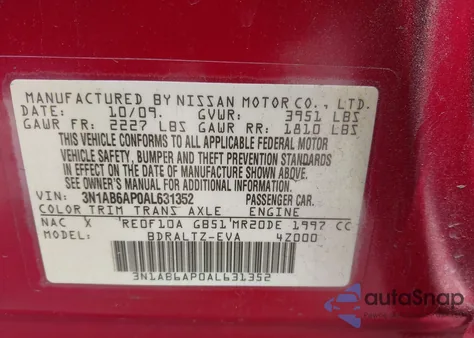 MANUFACTURED BY NISSAN MOTOR CO., LTD.
DATE: 10/09. GVWR: 3951 LBS
GAWR FR: 2227 LBS GAWR RR: 1810 LBS
THIS VEHICLE CONFORMS TO ALL APPLICABLE FEDERAL MOTOR
VEHICLE SAFETY, BUMPER AND THEFT PREVENTION STANDARDS
IN EFFECT ON THE DATE OF MANUFACTURE SHOWN ABOVE.
SEE OWNER'S MANUAL FOR ADDITIONAL INFORMATION.
VIN: 3N1AB6AP0AL631352 PASSENGER CAR.
COLOR TRIM TRANS AXLE ENGINE
NAC X RE0F10A GB51 MR20DE 1997 CC
MODEL: BDRALTZ-EVA 4Z000
3N1AB6AP0AL631352
autoSnap